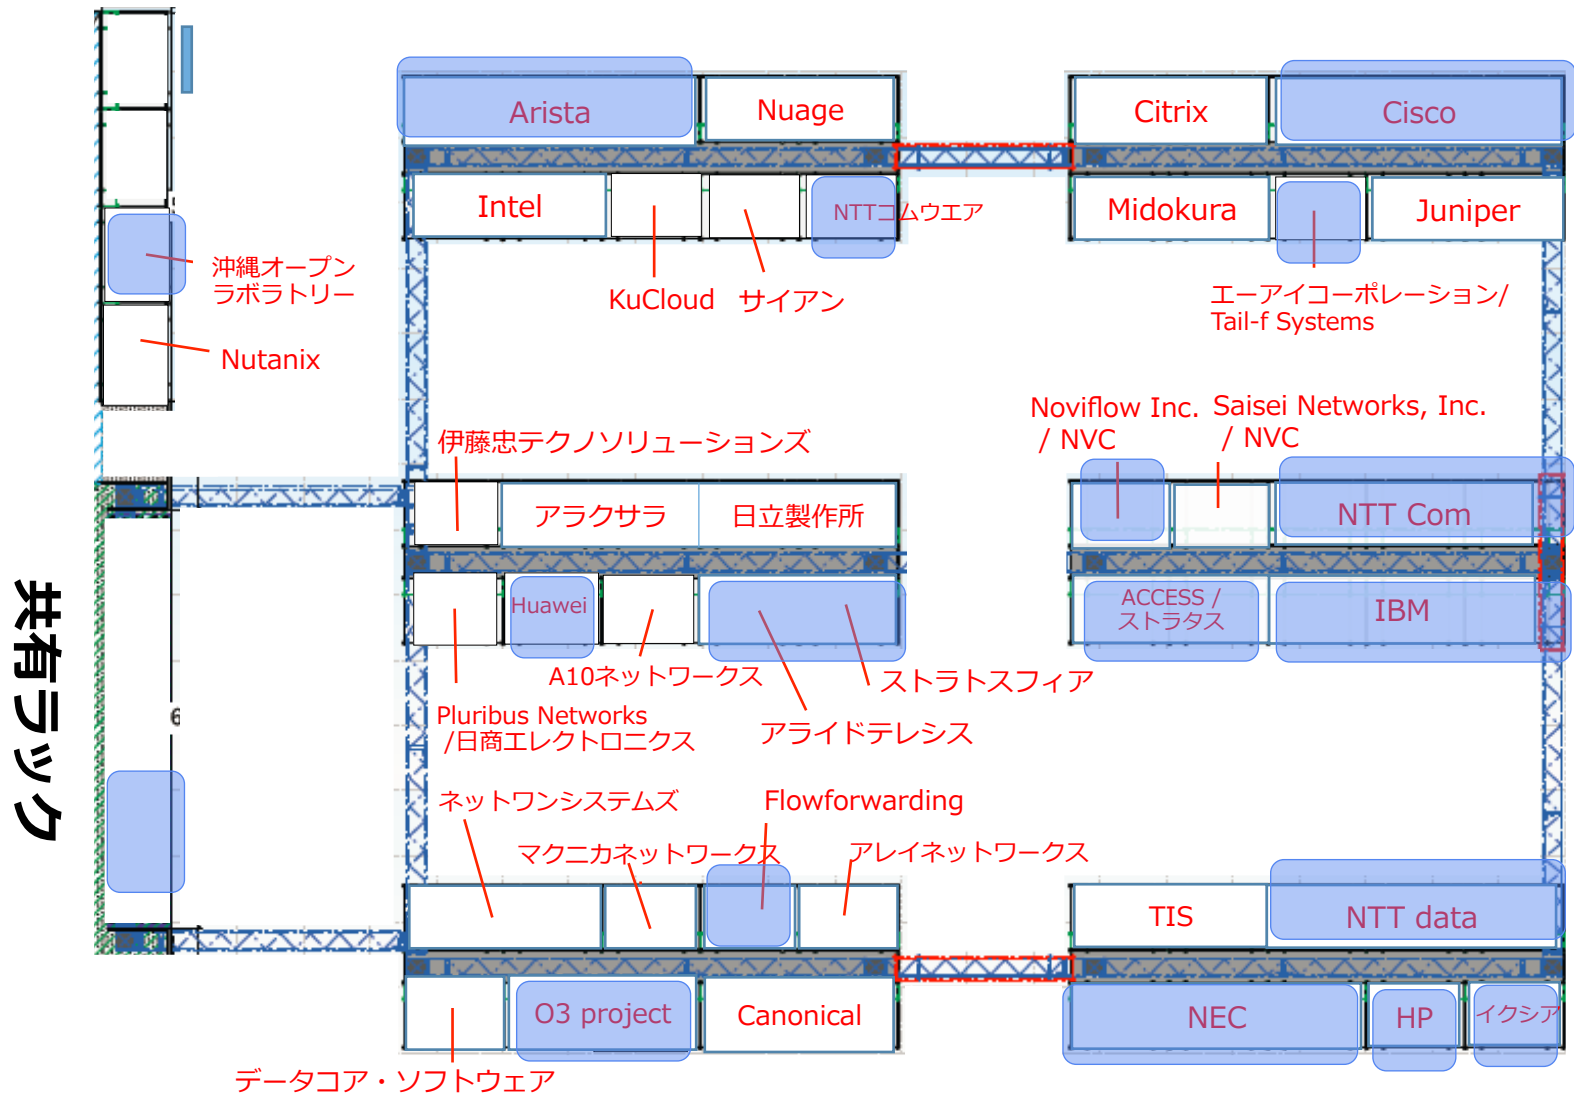 Arista
Nuage
Citrix
Cisco
Intel
NTTコムウエア
Midokura
Juniper
沖縄オープン
ラボラトリー
KuCloud
サイアン
エーアイコーポレーション/
Tail-f Systems
Nutanix
Noviflow Inc.
/ NVC
Saisei Networks, Inc.
/ NVC
伊藤忠テクノソリューションズ
アラクサラ
日立製作所
NTT Com
Huawei
ACCESS /
ストラタス
IBM
A10ネットワークス
ストラトスフィア
Pluribus Networks
/日商エレクトロニクス
アライドテレシス
共有ラック
6
ネットワンシステムズ
Flowforwarding
マクニカネットワークス
アレイネットワークス
TIS
NTT data
O3 project
Canonical
NEC
HP
イクシア
データコア・ソフトウェア